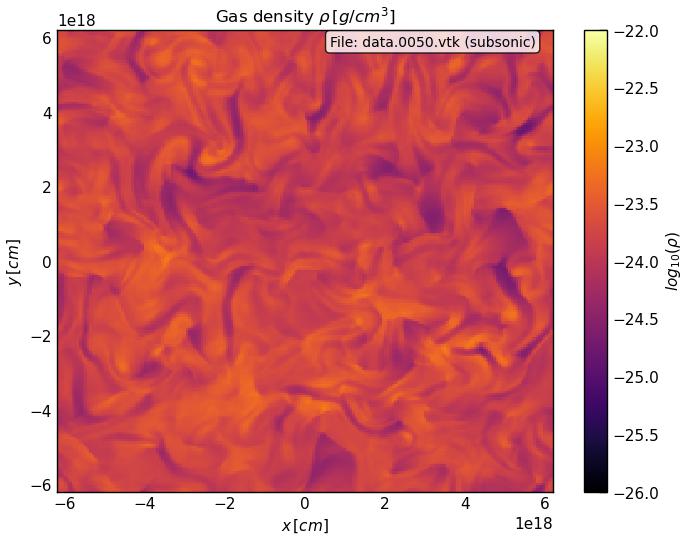 Gas density ρ [g/cm³]
1e18
File: data.0050.vtk (subsonic)
6
4
2
0
−2
−4
−6
y [cm]
−6 −4 −2 0 2 4 6
1e18
x [cm]
−22.0
−22.5
−23.0
−23.5
−24.0
−24.5
−25.0
−25.5
−26.0
log₁₀(ρ)